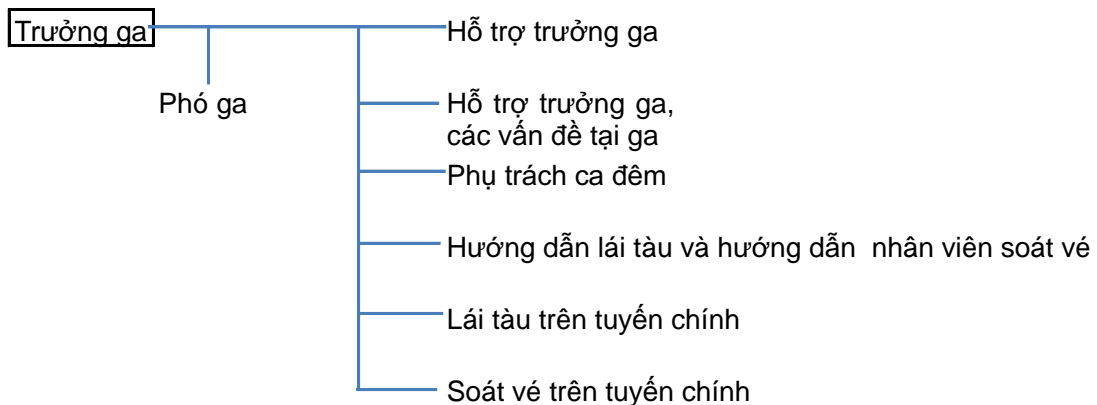 Trưởng ga
Hỗ trợ trưởng ga
Phó ga
Hỗ trợ trưởng ga,
các vấn đề tại ga
Phụ trách ca đêm
Hướng dẫn lái tàu và hướng dẫn nhân viên soát vé
Lái tàu trên tuyến chính
Soát vé trên tuyến chính